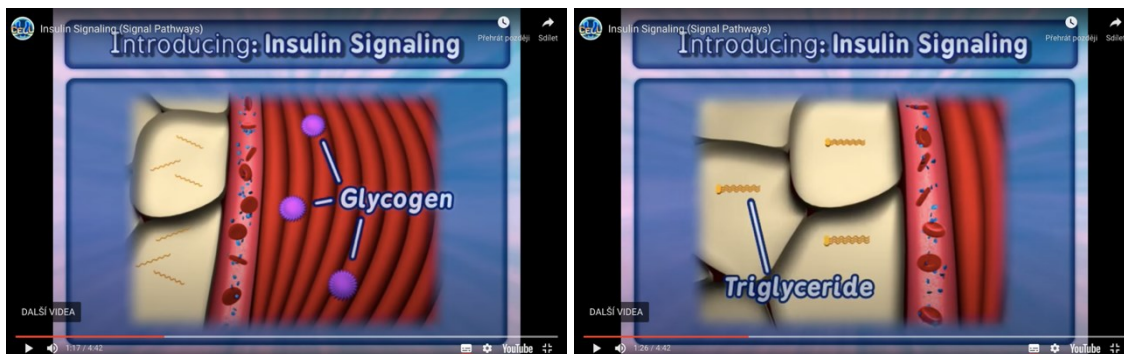 Insulin Signaling (Signal Pathways)
Přehrát později
Sdílet
Introducing: Insulin Signaling
Glycogen
DALŠÍ VIDEA
1:17 / 4:42
YouTube
Insulin Signaling (Signal Pathways)
Přehrát později
Sdílet
Introducing: Insulin Signaling
Triglyceride
DALŠÍ VIDEA
1:26 / 4:42
YouTube